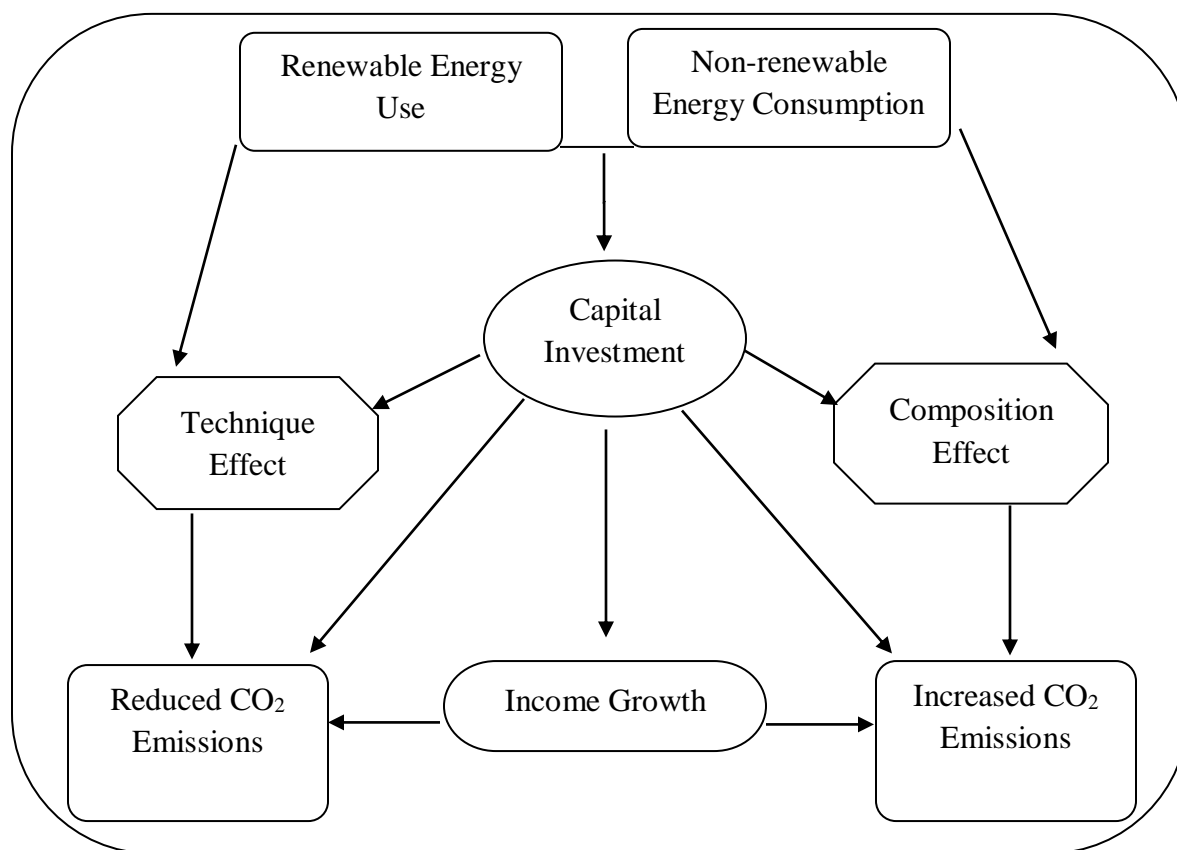 Renewable Energy
Use
Non-renewable
Energy Consumption
Capital
Investment
Technique
Effect
Composition
Effect
Reduced CO₂
Emissions
Income Growth
Increased CO₂
Emissions